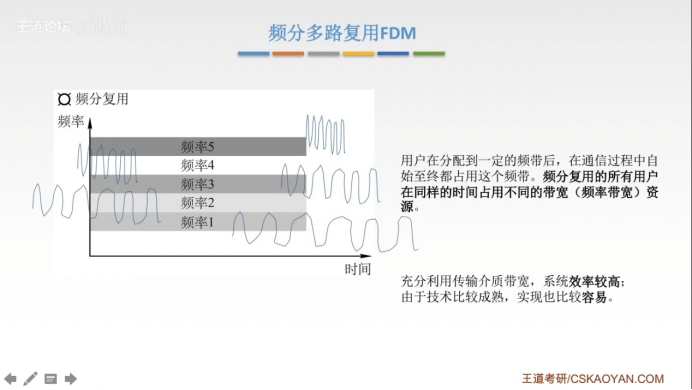 王道论坛
频分多路复用FDM
频分复用
频率
频率5
频率4
频率3
频率2
频率1
时间
用户在分配到一定的频带后，在通信过程中自
始至终都占用这个频带。频分复用的所有用户
在同样的时间占用不同的带宽（频率带宽）资
源。
充分利用传输介质带宽，系统效率较高；
由于技术比较成熟，实现也比较容易。
王道考研/CSKAOYAN.COM